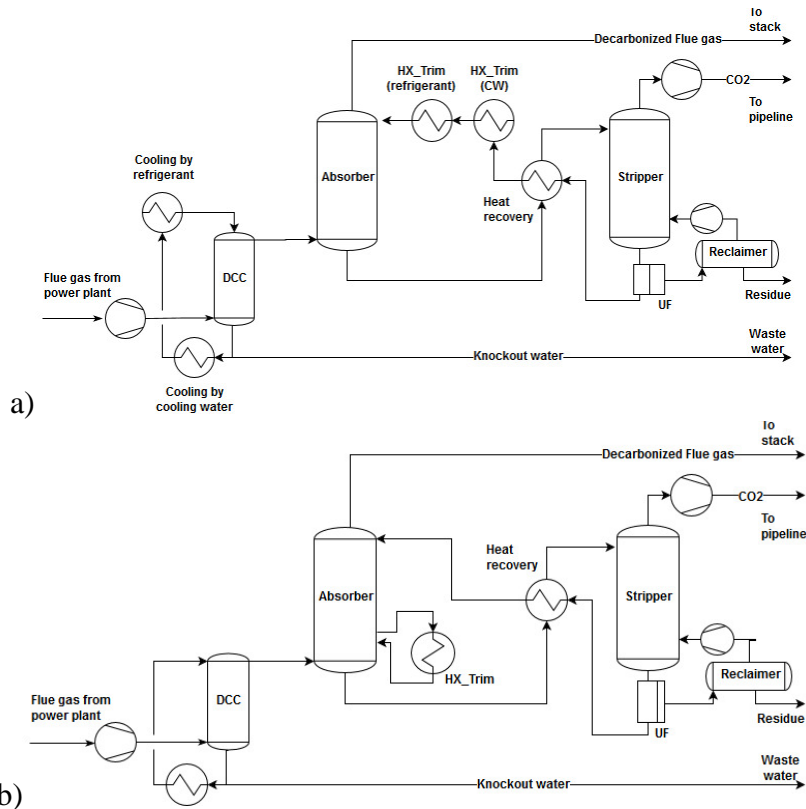 To
stack
Decarbonized Flue gas
HX_Trim
(refrigerant)
HX_Trim
(CW)
CO2
To
pipeline
Cooling by
refrigerant
Absorber
Stripper
Heat
recovery
DCC
Reclaimer
Flue gas from
power plant
Residue
UF
Waste
water
Knockout water
Cooling by
cooling water
a)
To
stack
Decarbonized Flue gas
CO2
To
pipeline
Heat
recovery
Absorber
Stripper
HX_Trim
Reclaimer
Flue gas from
power plant
DCC
Residue
UF
Waste
water
Knockout water
b)